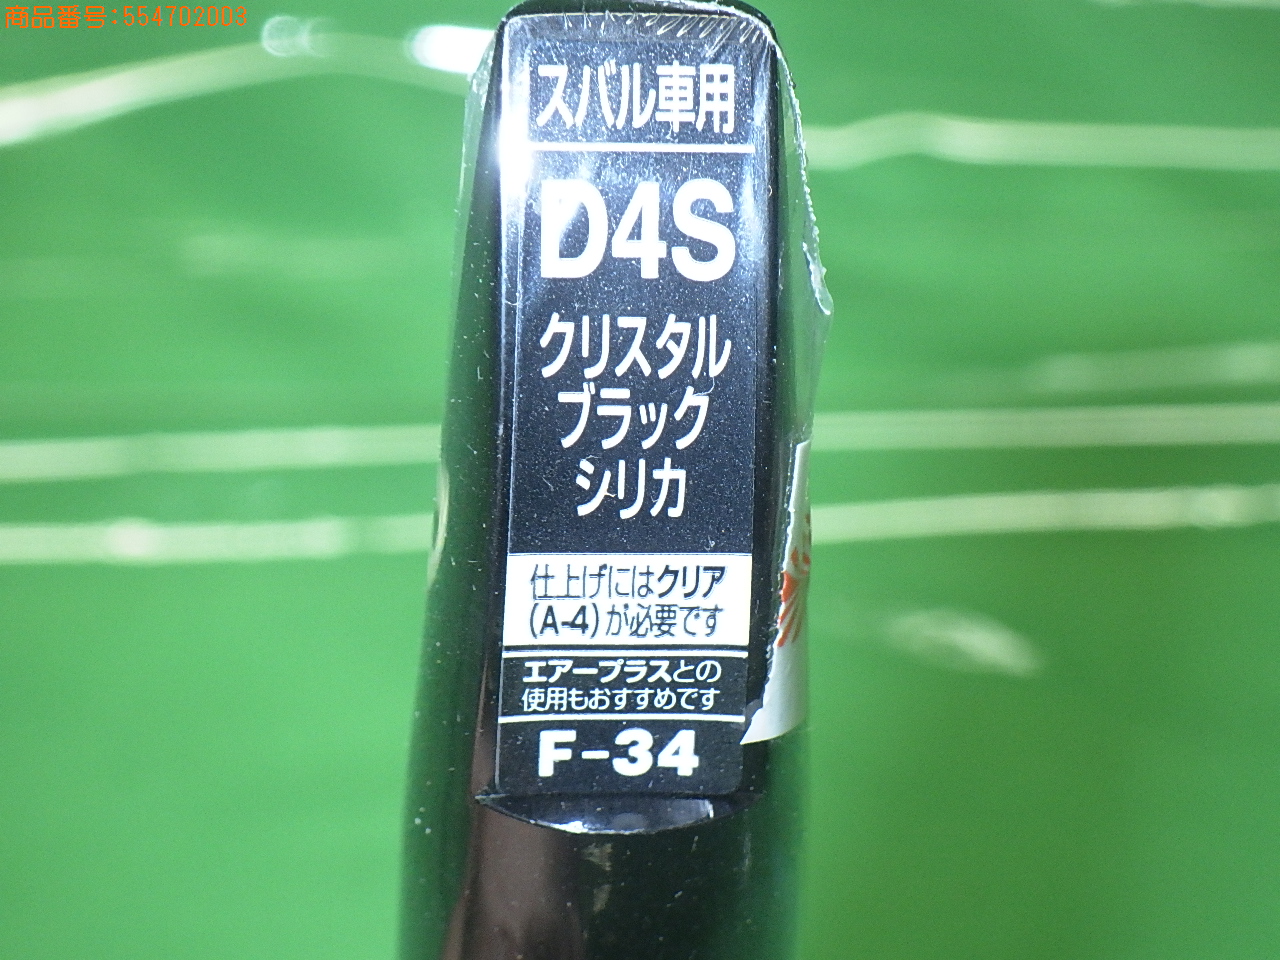 商品番号:554702003
スバル車用
D4S
クリスタル
ブラック
シリカ
仕上げにはクリア
(A-4)が必要です
エアープラスとの
使用もおすすめです
F-34